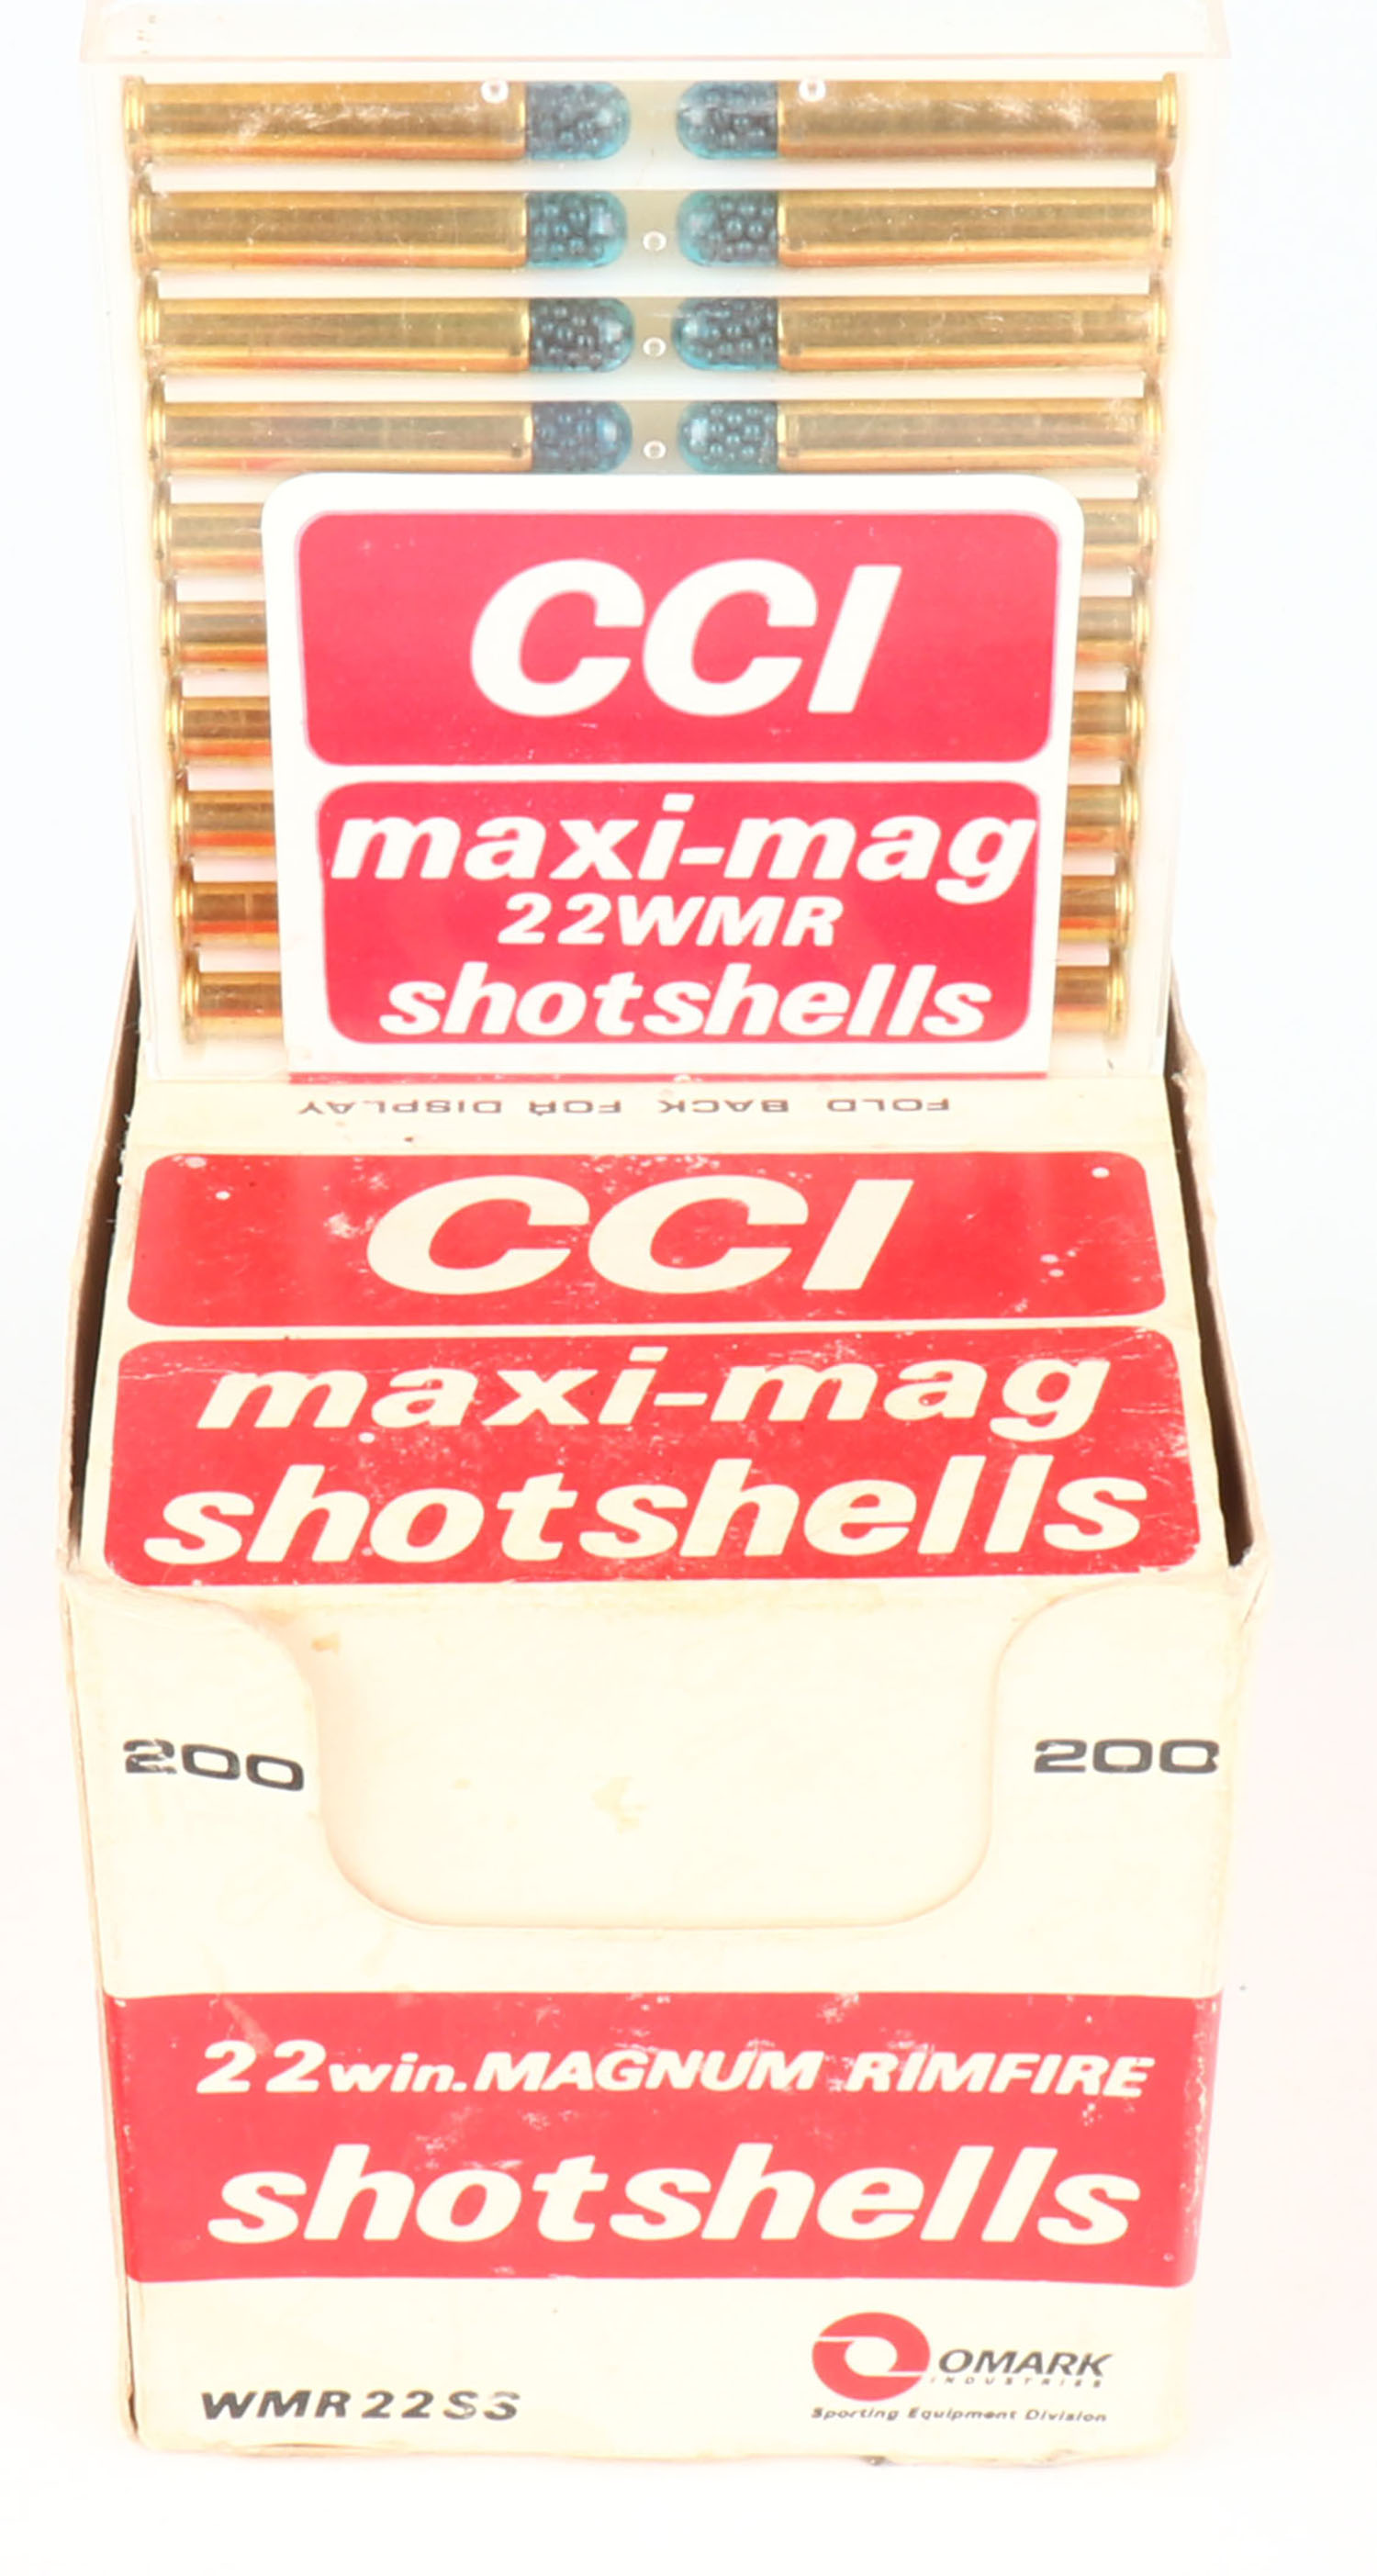 CCI
maxi-mag
22WMR
shotshells
FOLD BACK FOR DISPLAY
CCI
maxi-mag
shotshells
200
200
22win.MAGNUM RIMFIRE
shotshells
OMARK
INDUSTRIES
Sporting Equipment Division
WMR22SS